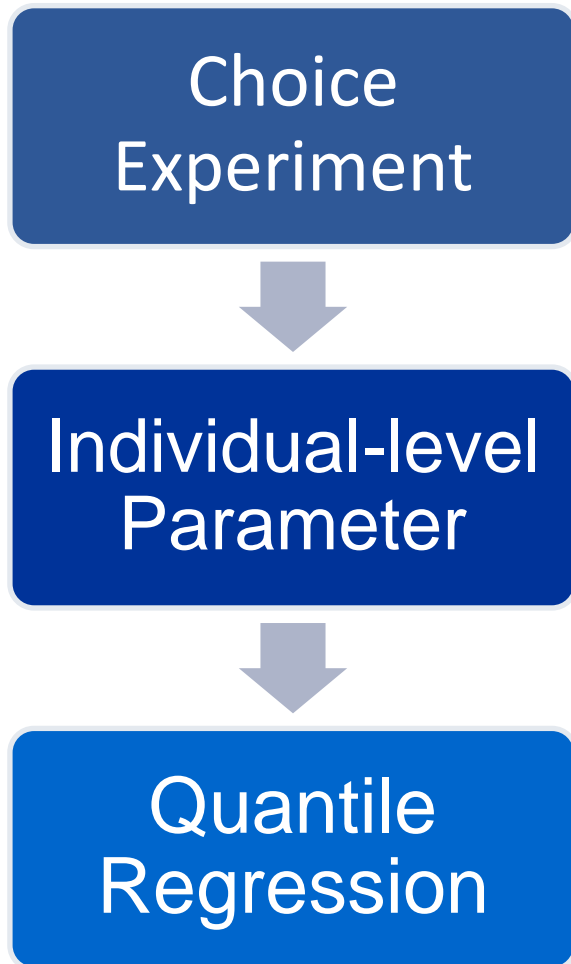 Choice
Experiment
Individual-level
Parameter
Quantile
Regression